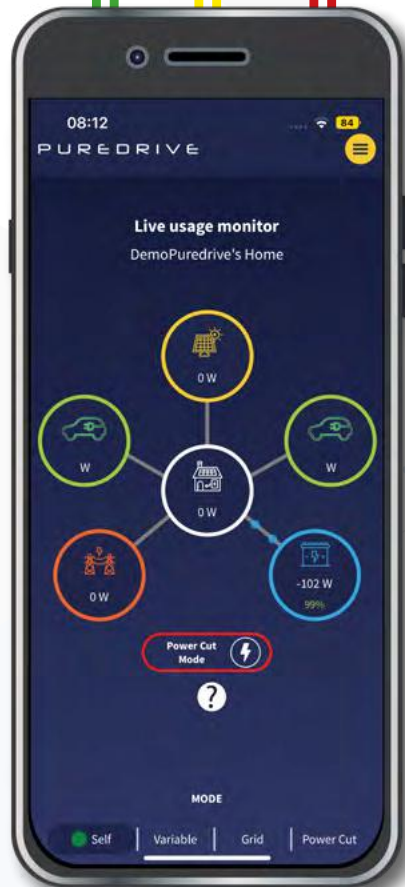 08:12
84
PUREDRIVE
Live usage monitor
DemoPuredrive's Home
0 W
W
W
0 W
0 W
-102 W
99%
Power Cut
Mode
?
MODE
Self
Variable
Grid
Power Cut